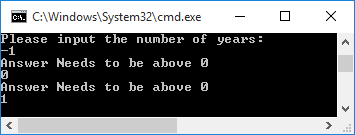 C:\Windows\System32\cmd.exe
Please input the number of years:
-1
Answer Needs to be above 0
0
Answer Needs to be above 0
1